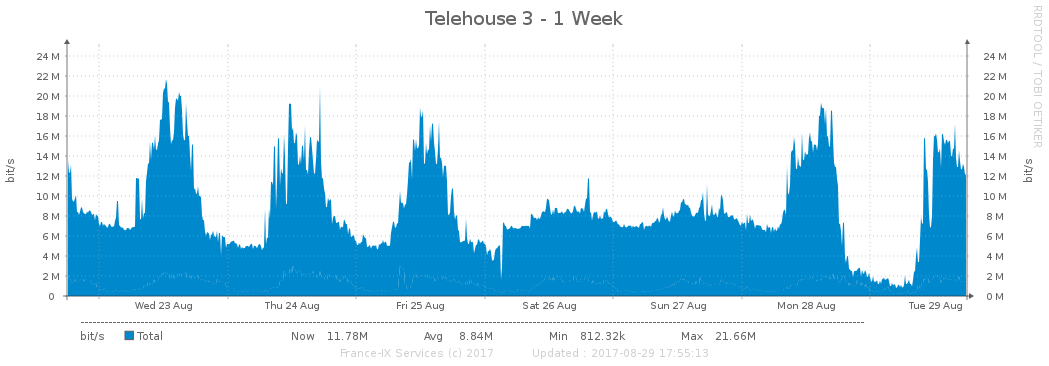 Telehouse 3 - 1 Week
RRDTOOL / TOBI OETIKER
bit/s
24 M 24 M
22 M 22 M
20 M 20 M
18 M 18 M
16 M 16 M
14 M 14 M
12 M 12 M
10 M 10 M
8 M 8 M
6 M 6 M
4 M 4 M
2 M 2 M
0 0 M
bit/s
Wed 23 Aug Thu 24 Aug Fri 25 Aug Sat 26 Aug Sun 27 Aug Mon 28 Aug Tue 29 Aug
bit/s Total Now 11.78M Avg 8.84M Min 812.32k Max 21.66M
France-IX Services (c) 2017 Updated : 2017-08-29 17:55:13